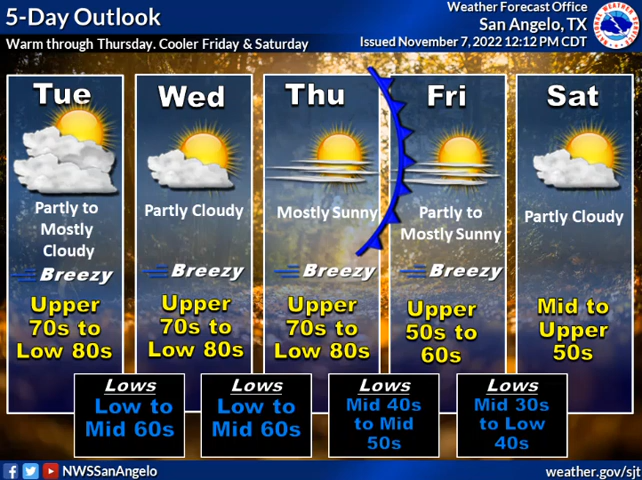 5-Day Outlook
Weather Forecast Office
San Angelo, TX
Warm through Thursday. Cooler Friday & Saturday
Issued November 7, 2022 12:12 PM CDT
Tue
Partly to
Mostly
Cloudy
Breezy
Upper
70s to
Low 80s
Wed
Partly Cloudy
Breezy
Upper
70s to
Low 80s
Thu
Mostly Sunny
Breezy
Upper
70s to
Low 80s
Fri
Partly to
Mostly Sunny
Breezy
Upper
50s to
60s
Sat
Partly Cloudy
Mid to
Upper
50s
Lows
Low to
Mid 60s
Lows
Low to
Mid 60s
Lows
Mid 40s
to Mid
50s
Lows
Mid 30s
to Low
40s
NWSSanAngelo
weather.gov/sjt